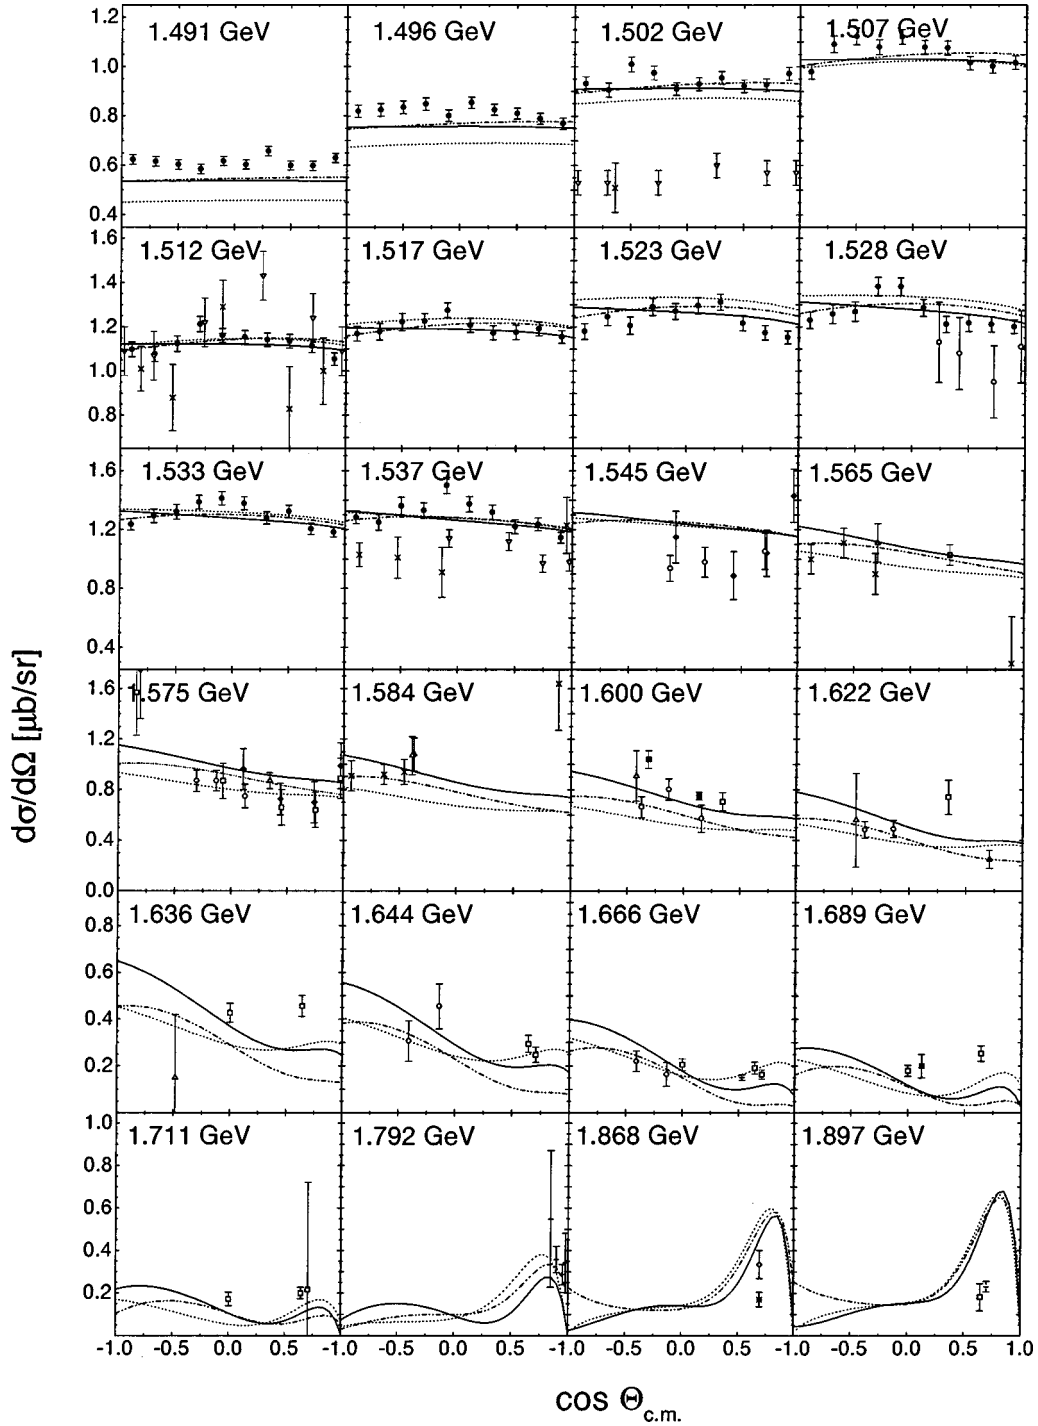 1.2
1.491 GeV
1.496 GeV
1.502 GeV
1.507 GeV
1.0
0.8
0.6
0.4
1.6
1.512 GeV
1.517 GeV
1.523 GeV
1.528 GeV
1.4
1.2
1.0
0.8
1.6
1.533 GeV
1.537 GeV
1.545 GeV
1.565 GeV
1.2
0.8
0.4
dσ/dΩ [μb/sr]
1.6
1.575 GeV
1.584 GeV
1.600 GeV
1.622 GeV
1.2
0.8
0.4
0.0
1.636 GeV
1.644 GeV
1.666 GeV
1.689 GeV
0.8
0.6
0.4
0.2
1.0
1.711 GeV
1.792 GeV
1.868 GeV
1.897 GeV
0.8
0.6
0.4
0.2
-1.0 -0.5 0.0 0.5 -1.0 -0.5 0.0 0.5 -1.0 -0.5 0.0 0.5 -1.0 -0.5 0.0 0.5 1.0
cos Θc.m.